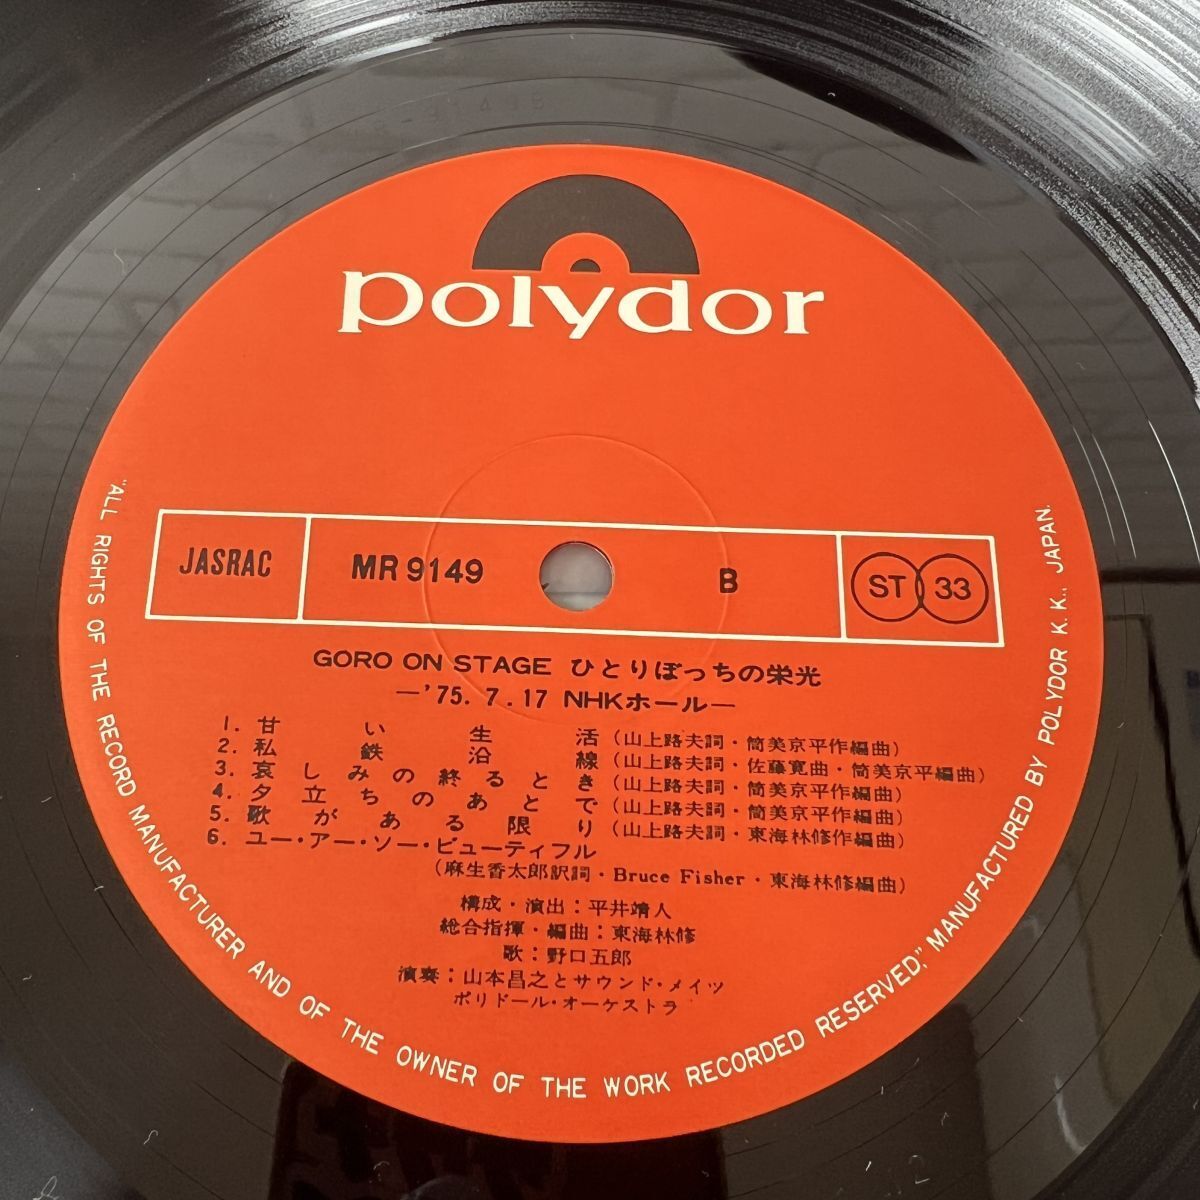 polydor
JASRAC MR 9149 B ST 33
GORO ON STAGE ひとりぼっちの栄光
―'75. 7. 17 NHKホール―
1. 甘い生活 (山上路夫詞・筒美京平作編曲)
2. 私鉄沿線 (山上路夫詞・佐藤寛曲・筒美京平編曲)
3. 哀しみの終るとき (山上路夫詞・筒美京平作編曲)
4. 夕立ちのあとで (山上路夫詞・筒美京平作編曲)
5. 歌がある限り (山上路夫詞・東海林修作編曲)
6. ユー・アー・ソー・ビューティフル
(麻生香太郎訳詞・Bruce Fisher・東海林修編曲)
構成・演出：平井靖人
総合指揮・編曲：東海林修
歌：野口五郎
演奏：山本昌之とサウンド・メイツ
ポリドール・オーケストラ
"ALL RIGHTS OF THE RECORD MANUFACTURER AND OF THE OWNER OF THE WORK RECORDED RESERVED," MANUFACTURED BY POLYDOR K. K., JAPAN.